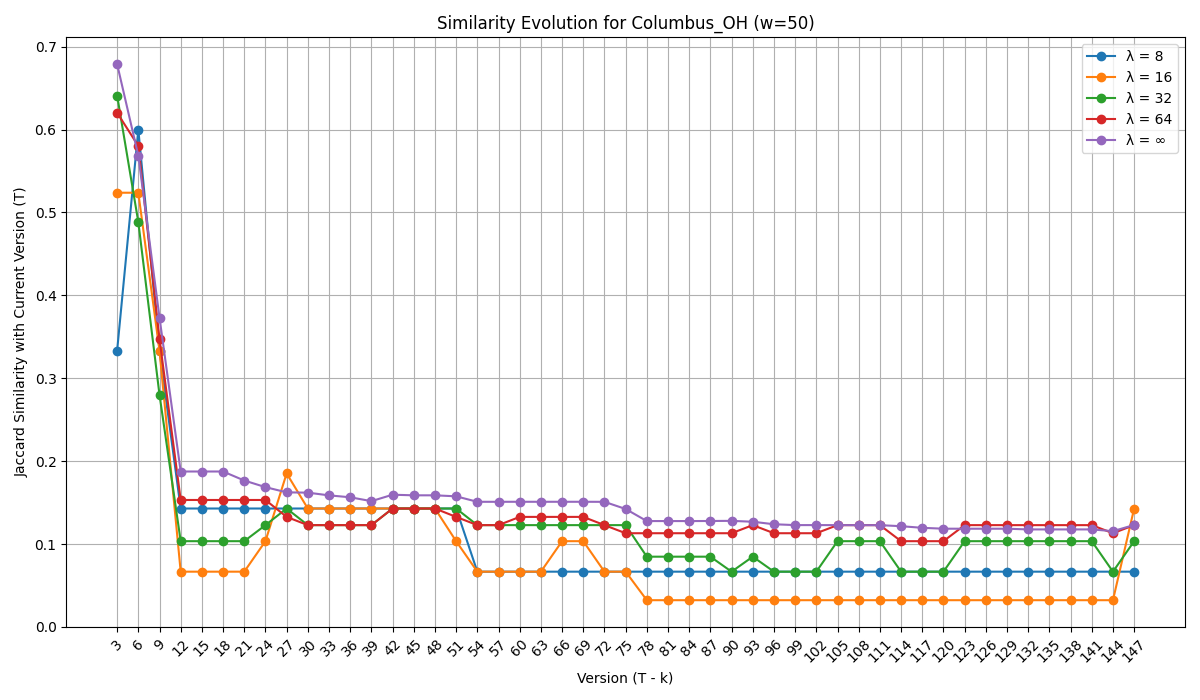 Similarity Evolution for Columbus_OH (w=50)
Jaccard Similarity with Current Version (T)
0.7
0.6
0.5
0.4
0.3
0.2
0.1
0.0
λ = 8
λ = 16
λ = 32
λ = 64
λ = ∞
3 6 9 12 15 18 21 24 27 30 33 36 39 42 45 48 51 54 57 60 63 66 69 72 75 78 81 84 87 90 93 96 99 102 105 108 111 114 117 120 123 126 129 132 135 138 141 144 147
Version (T - k)